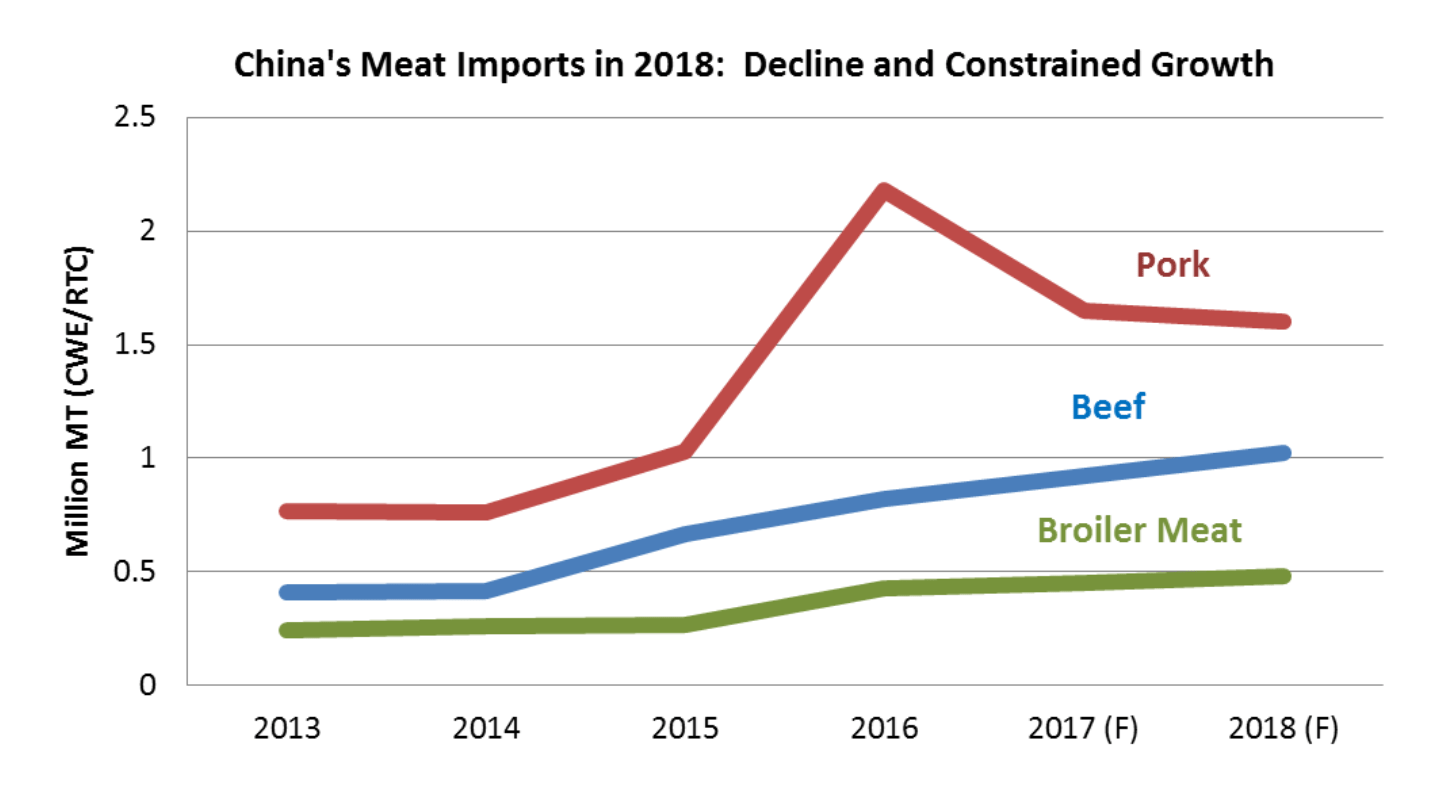 China's Meat Imports in 2018:  Decline and Constrained Growth
2.5
2
1.5
1
0.5
0
Million MT (CWE/RTC)
Pork
Beef
Broiler Meat
2013
2014
2015
2016
2017 (F)
2018 (F)